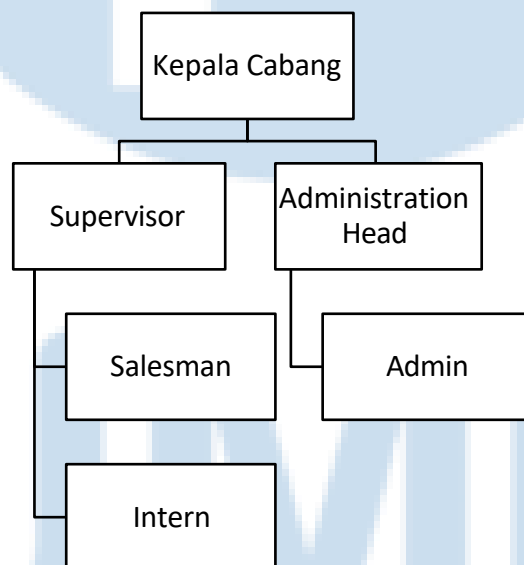 Kepala Cabang
Supervisor
Administration
Head
Salesman
Admin
Intern